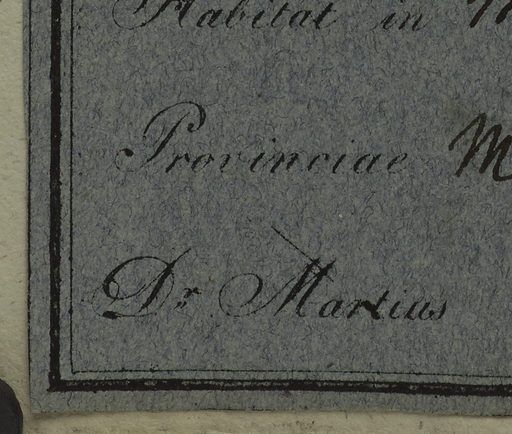 Habitat in
Provinciae M
Dr. Martius